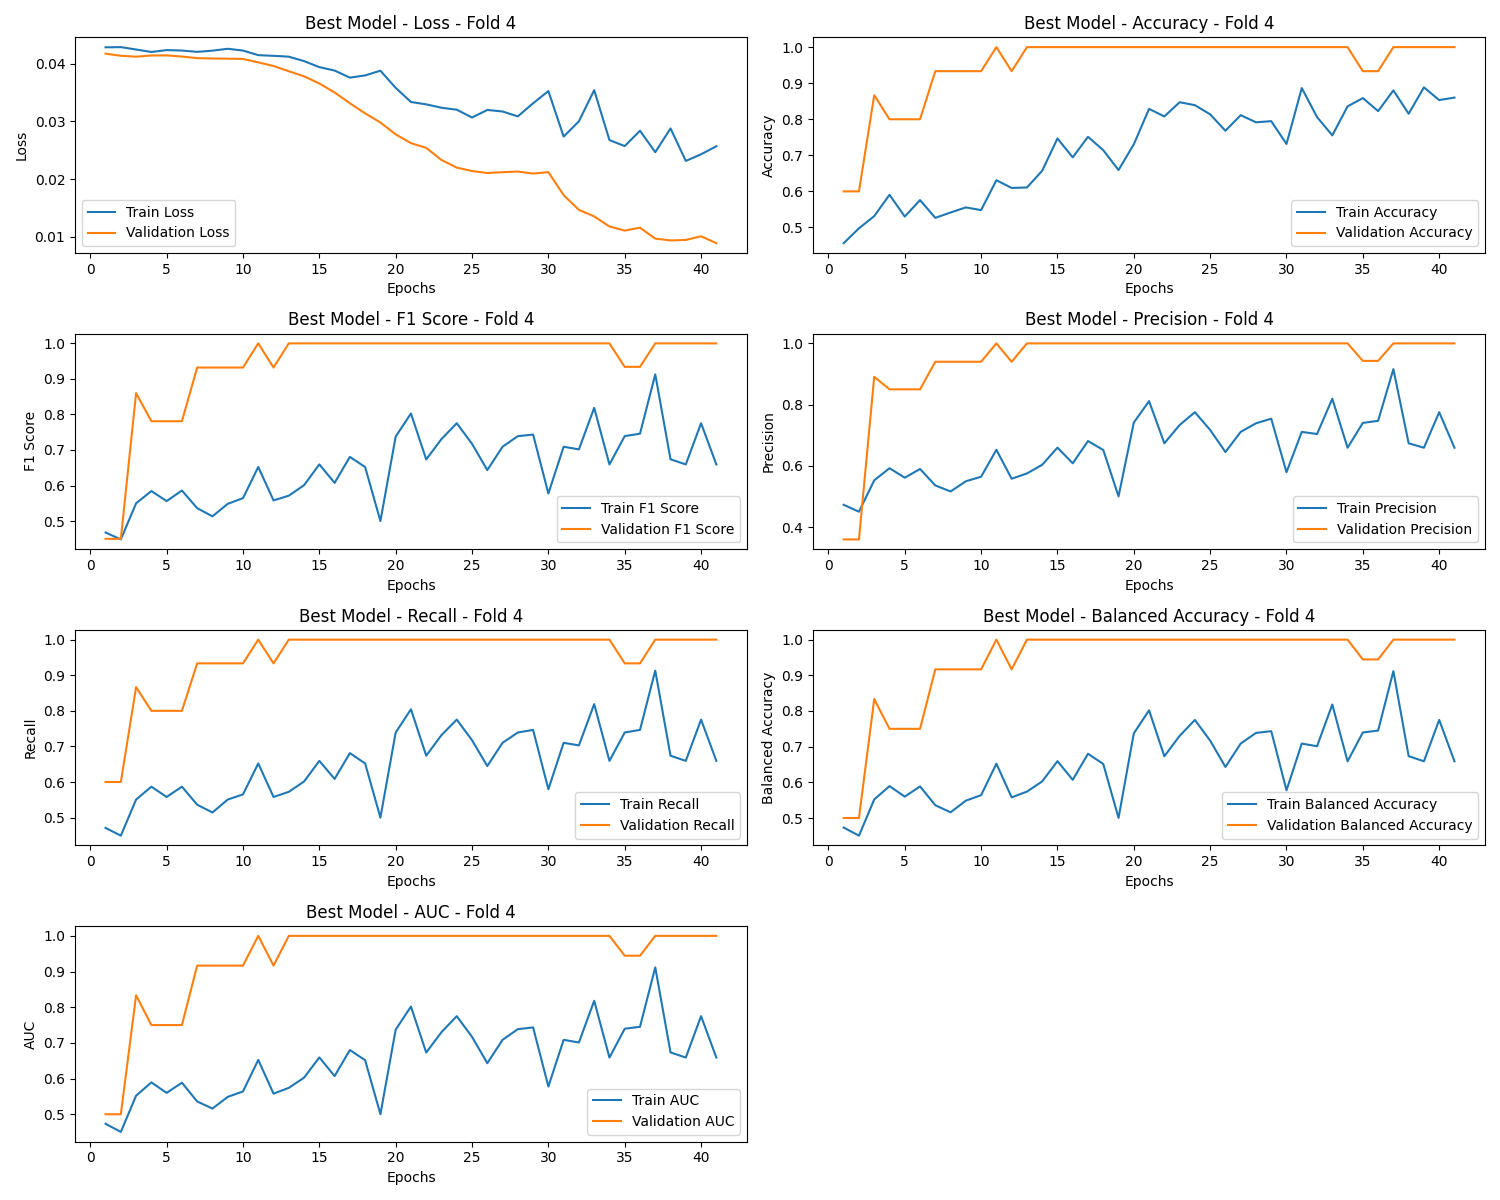 Best Model - Loss - Fold 4
Loss
0.04
0.03
0.02
0.01
Train Loss
Validation Loss
0 5 10 15 20 25 30 35 40
Epochs
Best Model - Accuracy - Fold 4
Accuracy
1.0
0.9
0.8
0.7
0.6
0.5
Train Accuracy
Validation Accuracy
0 5 10 15 20 25 30 35 40
Epochs
Best Model - F1 Score - Fold 4
F1 Score
1.0
0.9
0.8
0.7
0.6
0.5
Train F1 Score
Validation F1 Score
0 5 10 15 20 25 30 35 40
Epochs
Best Model - Precision - Fold 4
Precision
1.0
0.8
0.6
0.4
Train Precision
Validation Precision
0 5 10 15 20 25 30 35 40
Epochs
Best Model - Recall - Fold 4
Recall
1.0
0.9
0.8
0.7
0.6
0.5
Train Recall
Validation Recall
0 5 10 15 20 25 30 35 40
Epochs
Best Model - Balanced Accuracy - Fold 4
Balanced Accuracy
1.0
0.9
0.8
0.7
0.6
0.5
Train Balanced Accuracy
Validation Balanced Accuracy
0 5 10 15 20 25 30 35 40
Epochs
Best Model - AUC - Fold 4
AUC
1.0
0.9
0.8
0.7
0.6
0.5
Train AUC
Validation AUC
0 5 10 15 20 25 30 35 40
Epochs